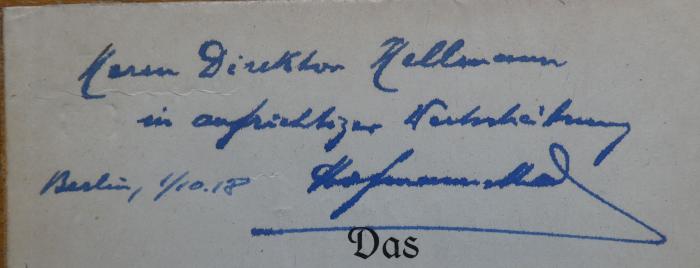 Herrn Direktor Hellmann
in aufrichtiger Wertschätzung
Berlin, 1/10.18
Das